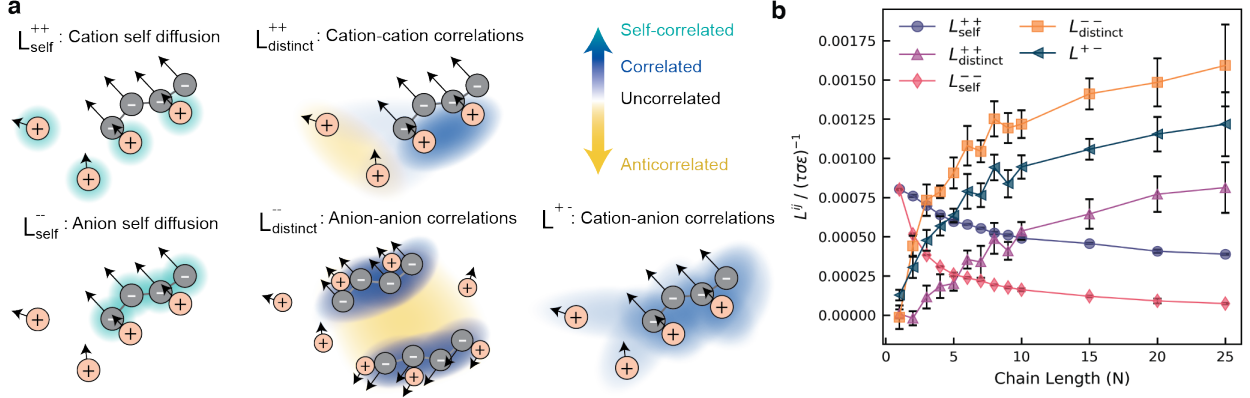 a
L^{++}_{self} : Cation self diffusion
L^{++}_{distinct} : Cation-cation correlations
Self-correlated
Correlated
Uncorrelated
Anticorrelated
L^{--}_{self} : Anion self diffusion
L^{--}_{distinct} : Anion-anion correlations
L^{+-} : Cation-anion correlations
b
L^{++}_{self}
L^{++}_{distinct}
L^{--}_{self}
L^{--}_{distinct}
L^{+-}
L^{ij} / (τσε)^{-1}
0.00175
0.00150
0.00125
0.00100
0.00075
0.00050
0.00025
0.00000
0 5 10 15 20 25
Chain Length (N)